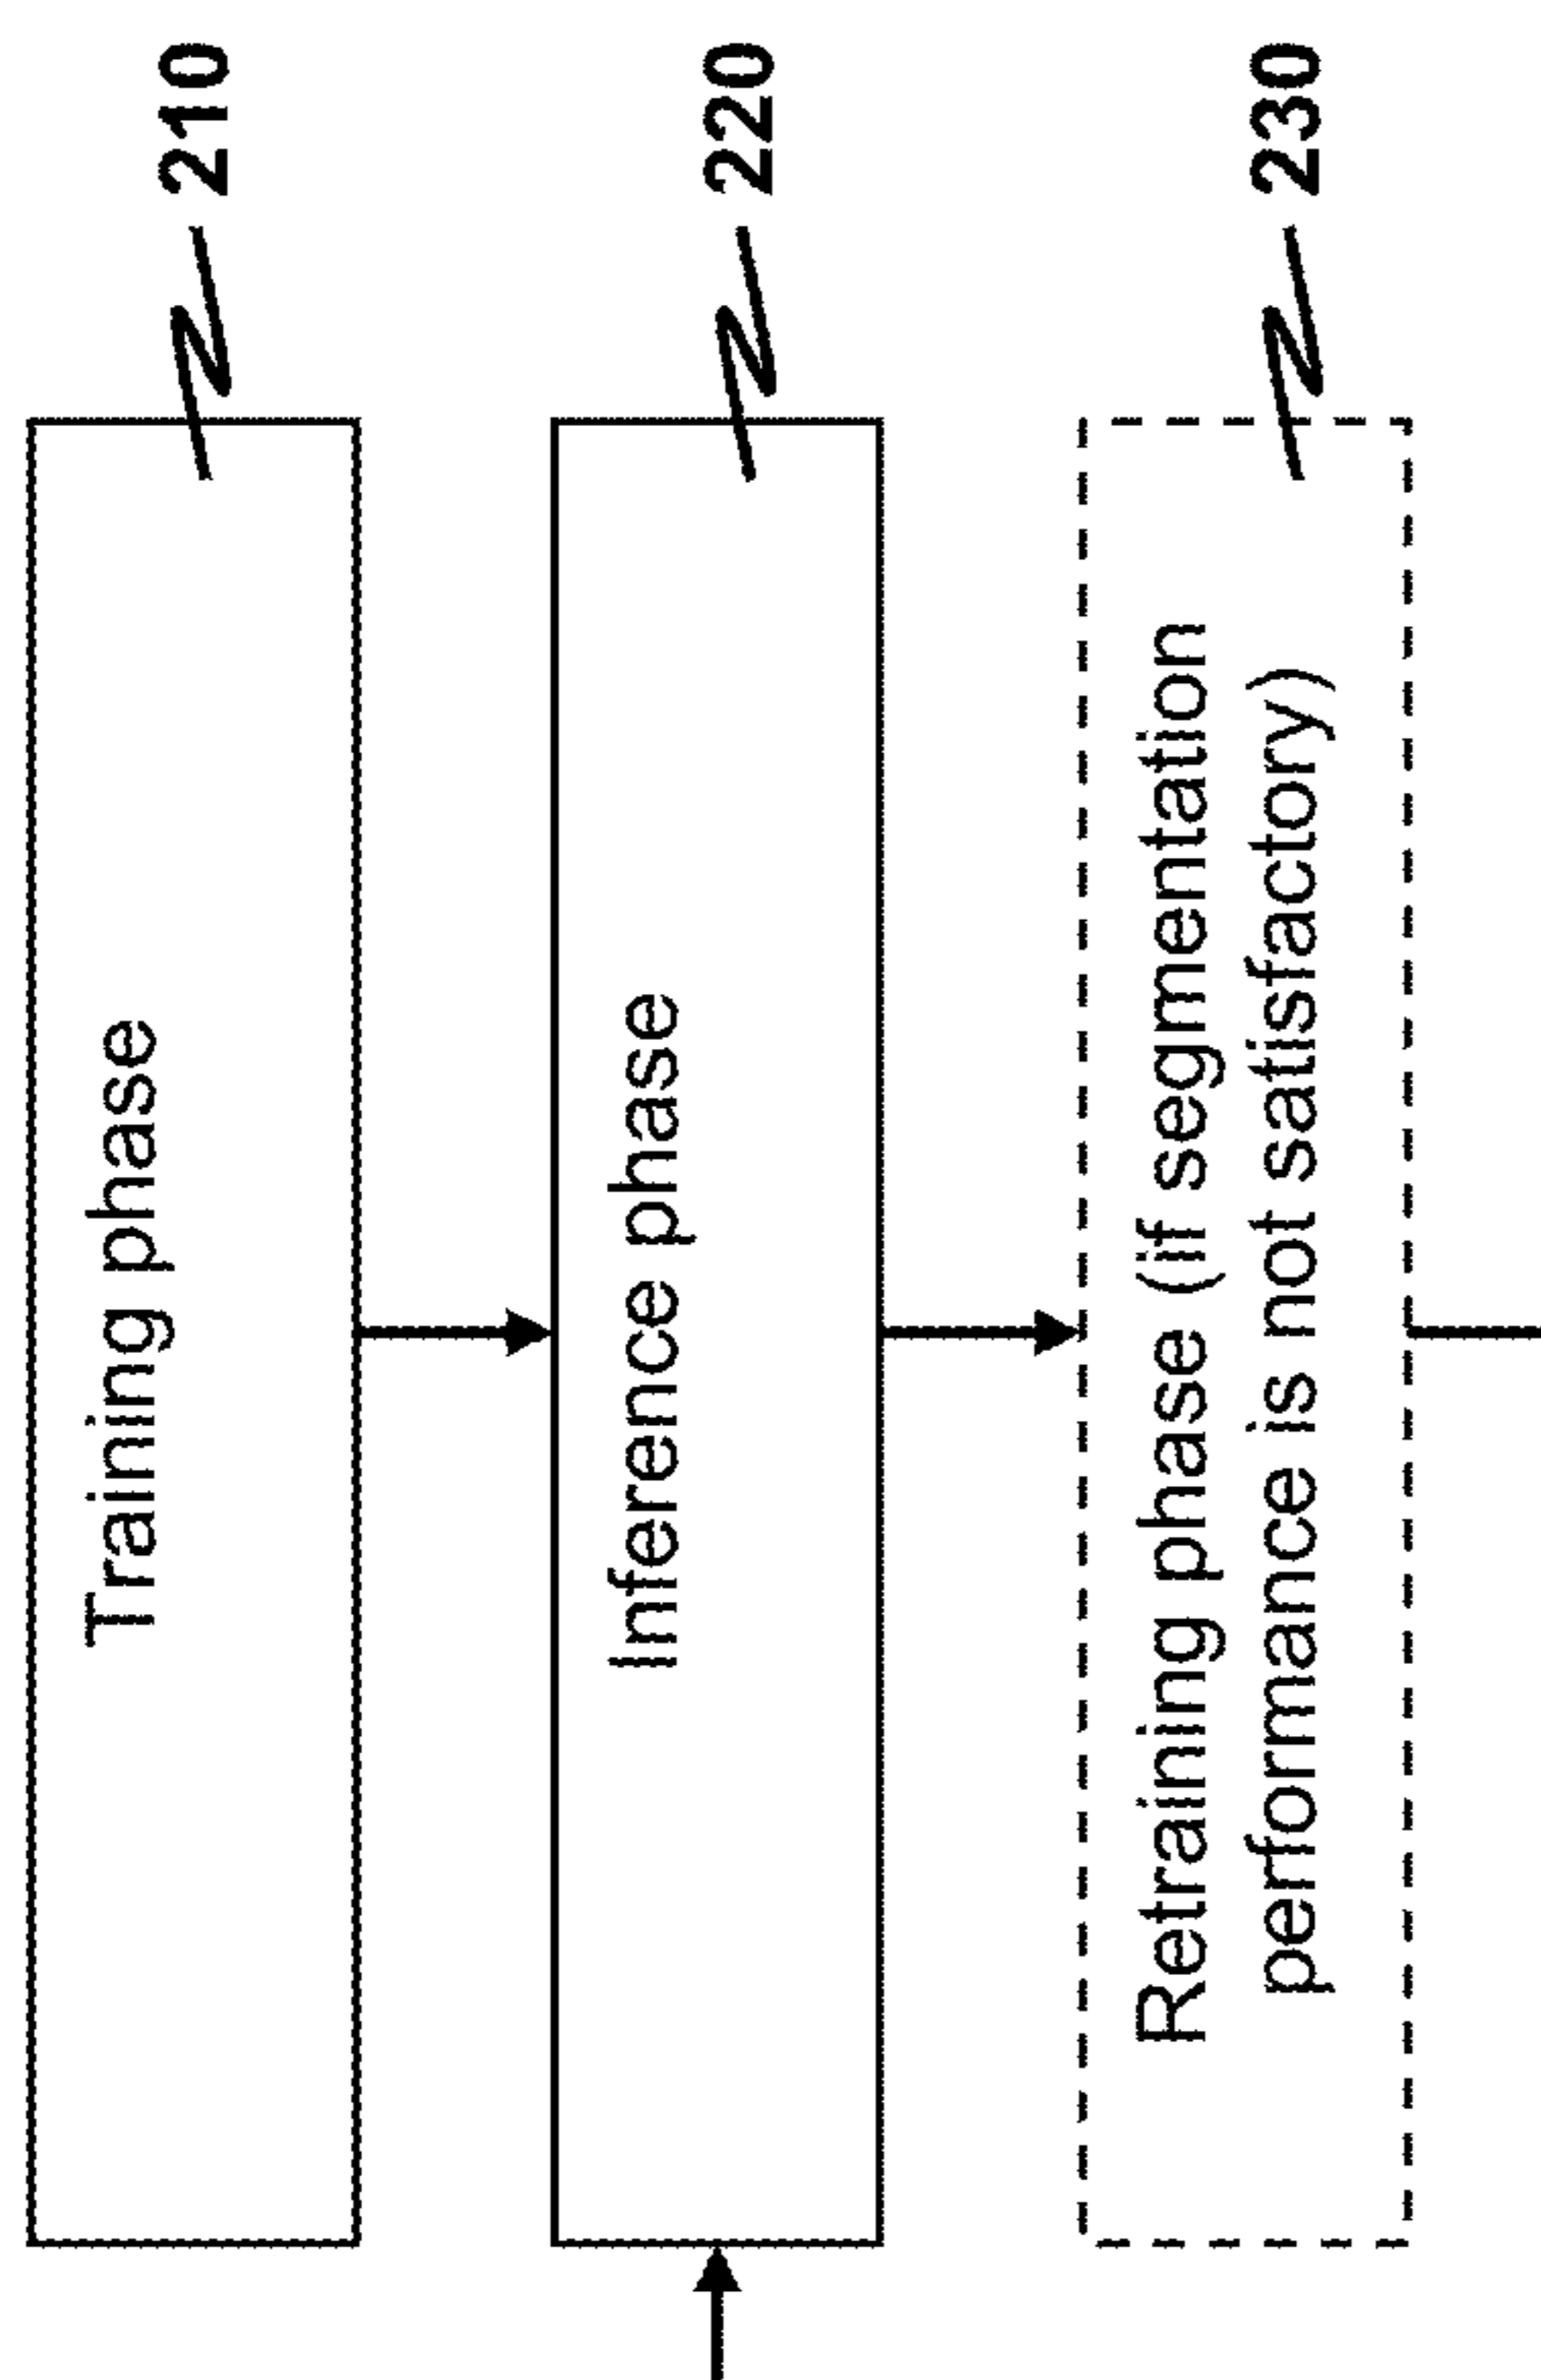 Training phase
210
Inference phase
220
Retraining phase (if segmentation
performance is not satisfactory)
230